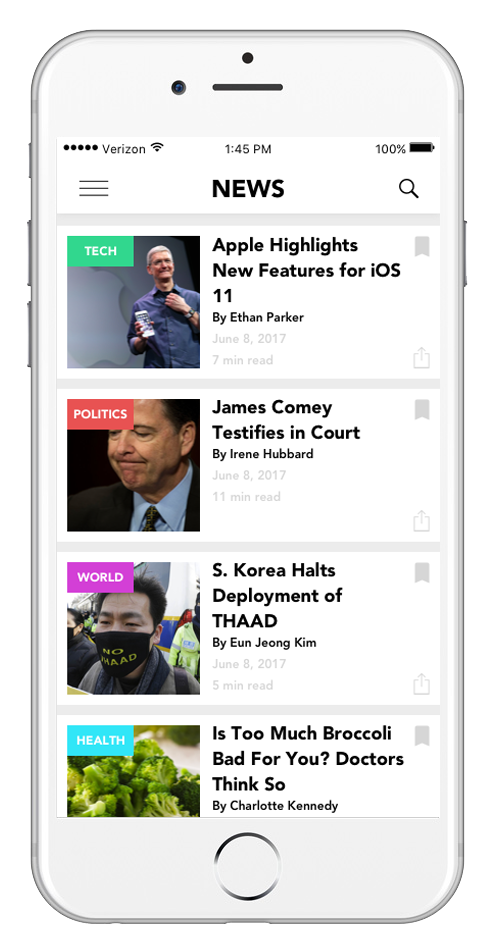 Verizon 1:45 PM 100%
NEWS
TECH
Apple Highlights
New Features for iOS
11
By Ethan Parker
June 8, 2017
7 min read
POLITICS
James Comey
Testifies in Court
By Irene Hubbard
June 8, 2017
11 min read
WORLD
NO
THAAD
S. Korea Halts
Deployment of
THAAD
By Eun Jeong Kim
June 8, 2017
5 min read
HEALTH
Is Too Much Broccoli
Bad For You? Doctors
Think So
By Charlotte Kennedy